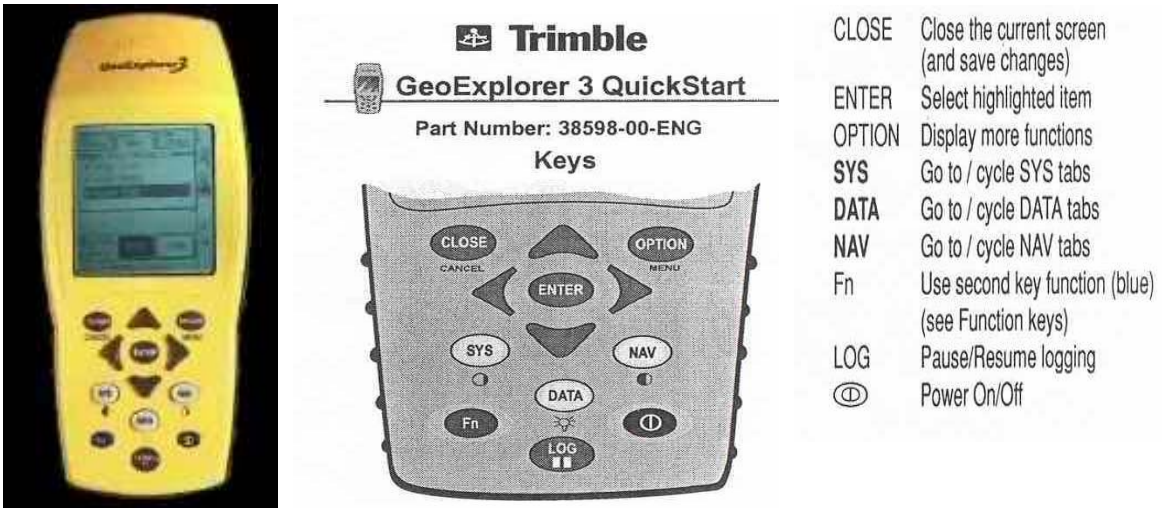 GeoExplorer 3
ENTER
Trimble
GeoExplorer 3 QuickStart
Part Number: 38598-00-ENG
Keys
CLOSE
OPTION
CANCEL
MENU
ENTER
SYS
NAV
DATA
Fn
LOG
CLOSE Close the current screen
(and save changes)
ENTER Select highlighted item
OPTION Display more functions
SYS Go to / cycle SYS tabs
DATA Go to / cycle DATA tabs
NAV Go to / cycle NAV tabs
Fn Use second key function (blue)
(see Function keys)
LOG Pause/Resume logging
Power On/Off